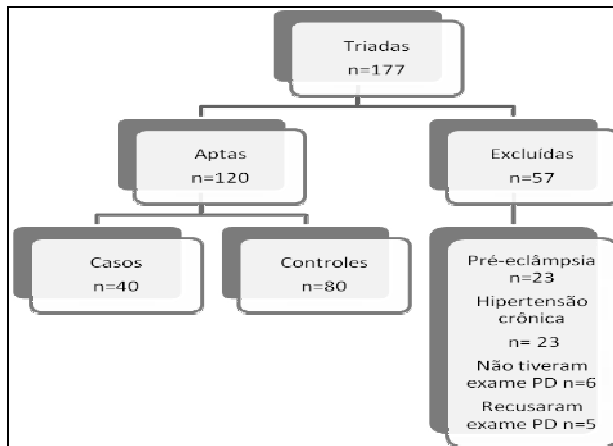 Triadas
n=177
Aptas
n=120
Excluídas
n=57
Casos
n=40
Controles
n=80
Pré-eclâmpsia
n=23
Hipertensão
crônica
n= 23
Não tiveram
exame PD n=6
Recusaram
exame PD n=5